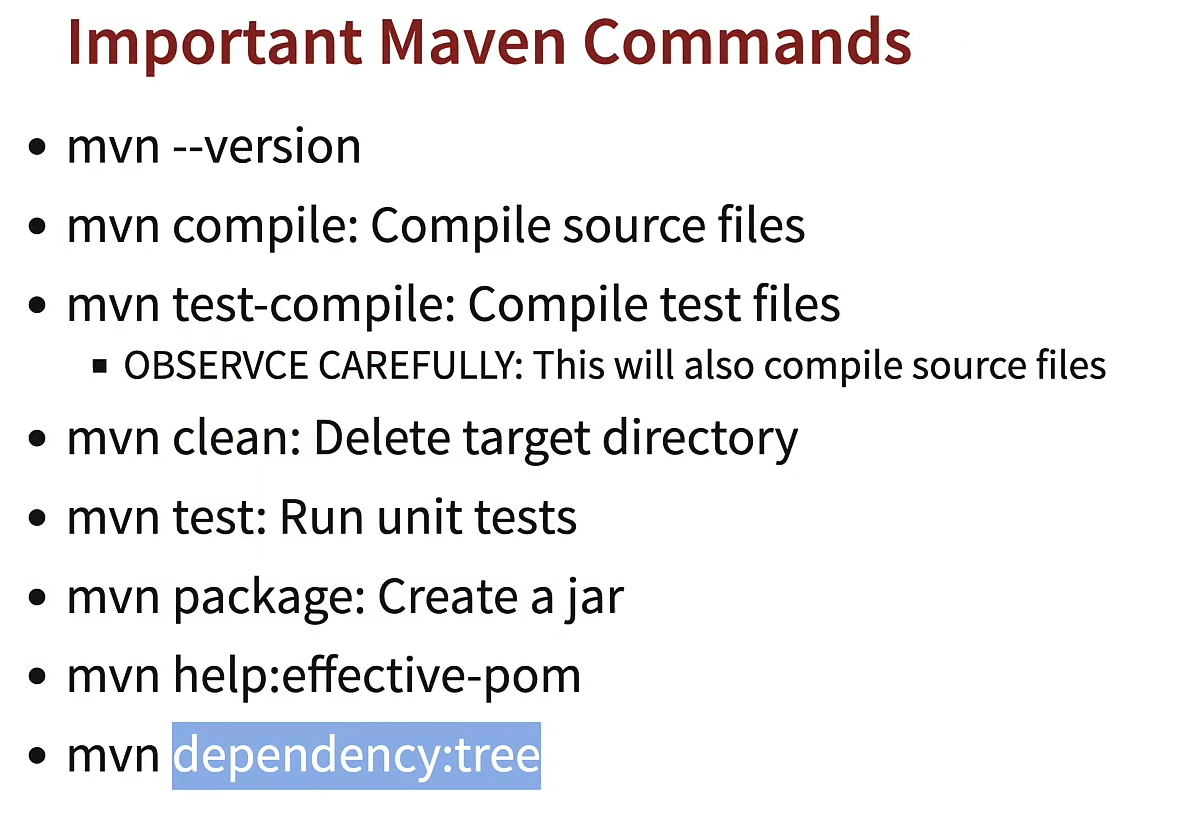 Important Maven Commands
• mvn --version
• mvn compile: Compile source files
• mvn test-compile: Compile test files
▪ OBSERVCE CAREFULLY: This will also compile source files
• mvn clean: Delete target directory
• mvn test: Run unit tests
• mvn package: Create a jar
• mvn help:effective-pom
• mvn dependency:tree